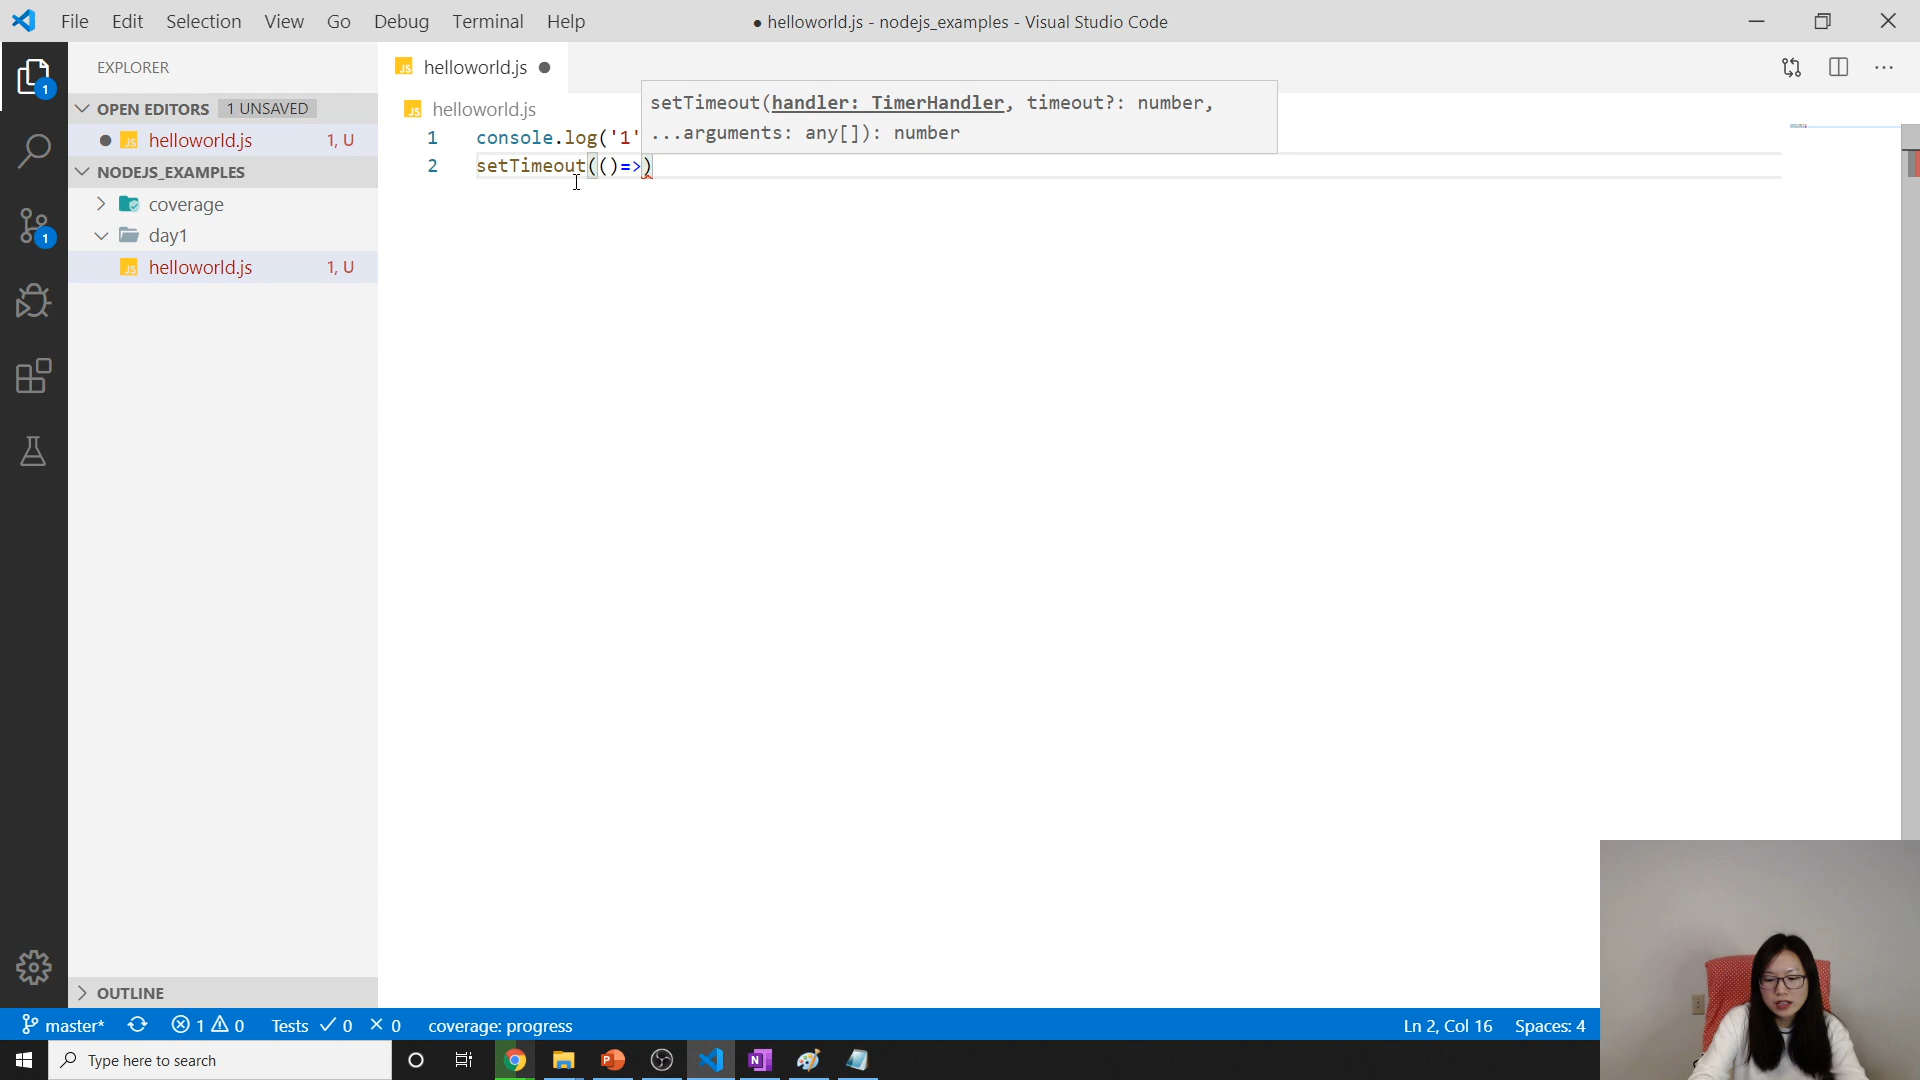 File Edit Selection View Go Debug Terminal Help
● helloworld.js - nodejs_examples - Visual Studio Code
EXPLORER
OPEN EDITORS 1 UNSAVED
helloworld.js 1, U
NODEJS_EXAMPLES
coverage
day1
helloworld.js 1, U
OUTLINE
helloworld.js
helloworld.js
setTimeout(handler: TimerHandler, timeout?: number,
...arguments: any[]): number
1 console.log('1'
2 setTimeout(()=>)
1
1
master* 1 0 Tests 0 0 coverage: progress
Ln 2, Col 16 Spaces: 4
Type here to search